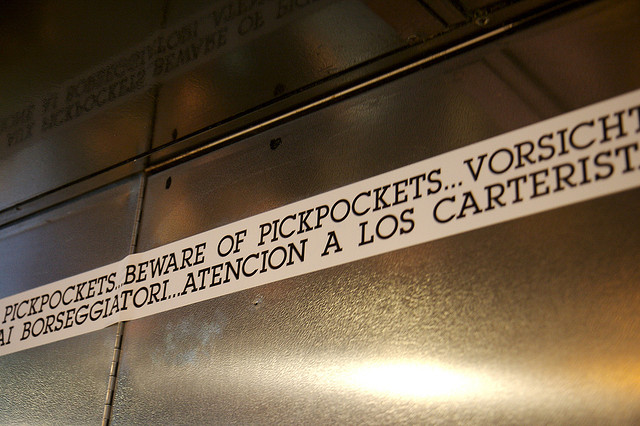 PICKPOCKETS...BEWARE OF PICKPOCKETS...VORSICHT
AI BORSEGGIATORI...ATENCION A LOS CARTERIST